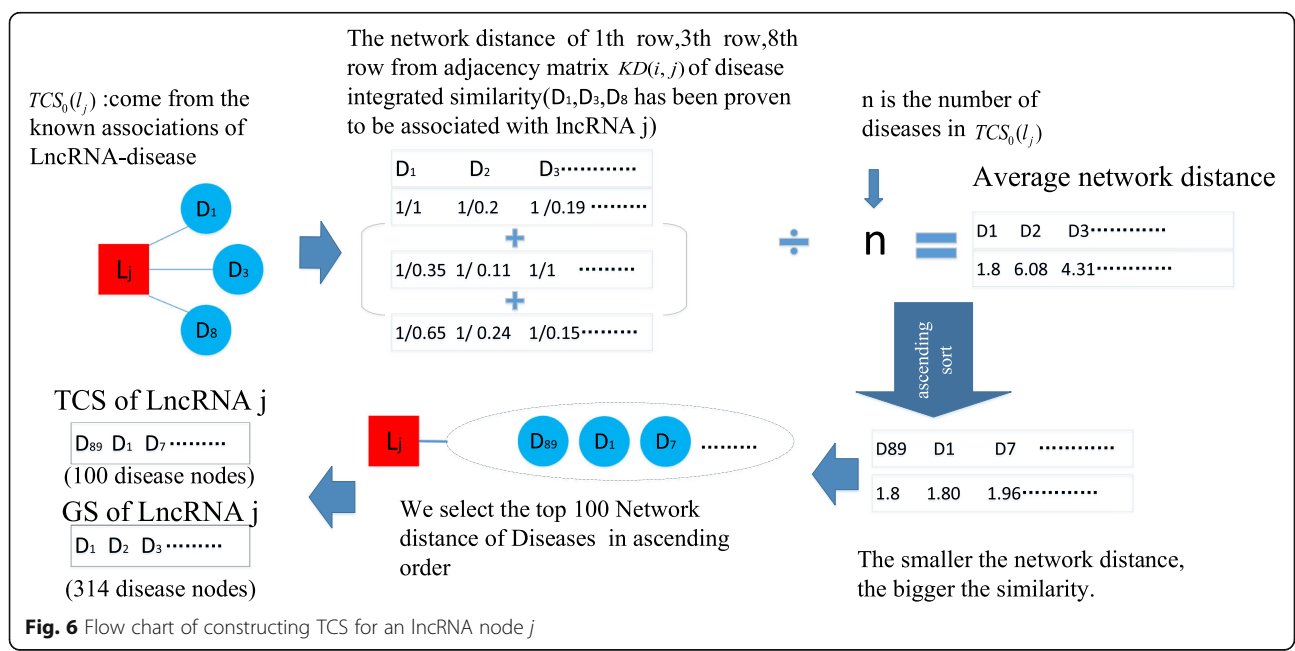 TCS₀(lⱼ) :come from the
known associations of
LncRNA-disease
D₁
Lⱼ
D₃
D₈
The network distance of 1th row,3th row,8th
row from adjacency matrix KD(i, j) of disease
integrated similarity(D₁,D₃,D₈ has been proven
to be associated with lncRNA j)
D₁ D₂ D₃............
1/1 1/0.2 1 /0.19 .........
+
1/0.35 1/ 0.11 1/1 .........
+
1/0.65 1/ 0.24 1/0.15.........
÷
n is the number of
diseases in TCS₀(lⱼ)
n
=
Average network distance
D1 D2 D3............
1.8 6.08 4.31............
ascending
sort
D89 D1 D7 ............
1.8 1.80 1.96............
The smaller the network distance,
the bigger the similarity.
Lⱼ
D₈₉ D₁ D₇ .........
We select the top 100 Network
distance of Diseases in ascending
order
TCS of LncRNA j
D₈₉ D₁ D₇ .........
(100 disease nodes)
GS of LncRNA j
D₁ D₂ D₃ .........
(314 disease nodes)
Fig. 6 Flow chart of constructing TCS for an lncRNA node j